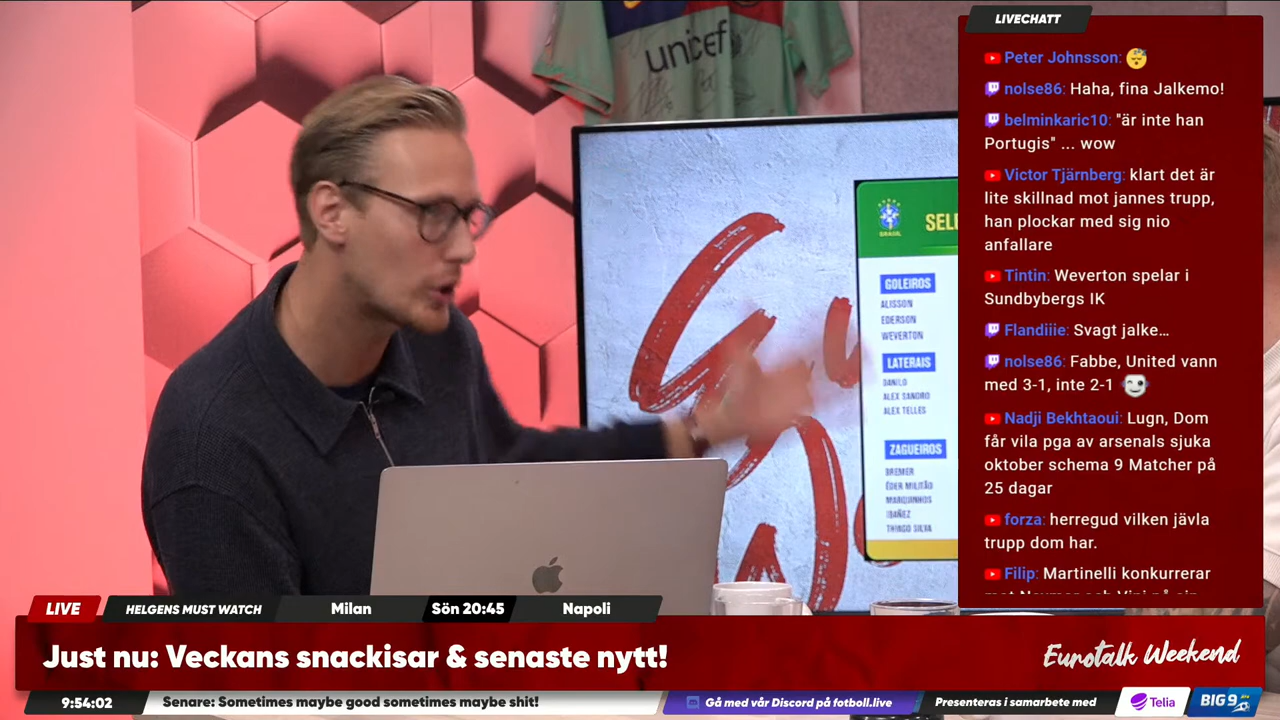 unicef
BRASIL
SELE
GOLEIROS
ALISSON
EDERSON
WEVERTON
LATERAIS
DANILO
ALEX SANDRO
ALEX TELLES
ZAGUEIROS
BREMER
ÉDER MILITÃO
MARQUINHOS
IBAÑEZ
THIAGO SILVA
LIVECHATT
Peter Johnsson:
nolse86: Haha, fina Jalkemo!
belminkaric10: "är inte han
Portugis" ... wow
Victor Tjärnberg: klart det är
lite skillnad mot jannes trupp,
han plockar med sig nio
anfallare
Tintin: Weverton spelar i
Sundbybergs IK
Flandiiie: Svagt jalke...
nolse86: Fabbe, United vann
med 3-1, inte 2-1
Nadji Bekhtaoui: Lugn, Dom
får vila pga av arsenals sjuka
oktober schema 9 Matcher på
25 dagar
forza: herregud vilken jävla
trupp dom har.
Filip: Martinelli konkurrerar
LIVE HELGENS MUST WATCH Milan Sön 20:45 Napoli
Just nu: Veckans snackisar & senaste nytt!
Eurotalk Weekend
9:54:02 Senare: Sometimes maybe good sometimes maybe shit! Gå med vår Discord på fotboll.live Presenteras i samarbete med Telia BIG9